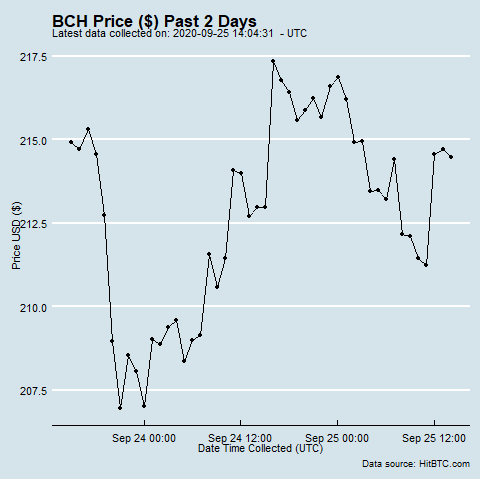 BCH Price ($) Past 2 Days
Latest data collected on: 2020-09-25 14:04:31  - UTC
217.5
215.0
212.5
210.0
207.5
Price USD ($)
Sep 24 00:00
Sep 24 12:00
Sep 25 00:00
Sep 25 12:00
Date Time Collected (UTC)
Data source: HitBTC.com